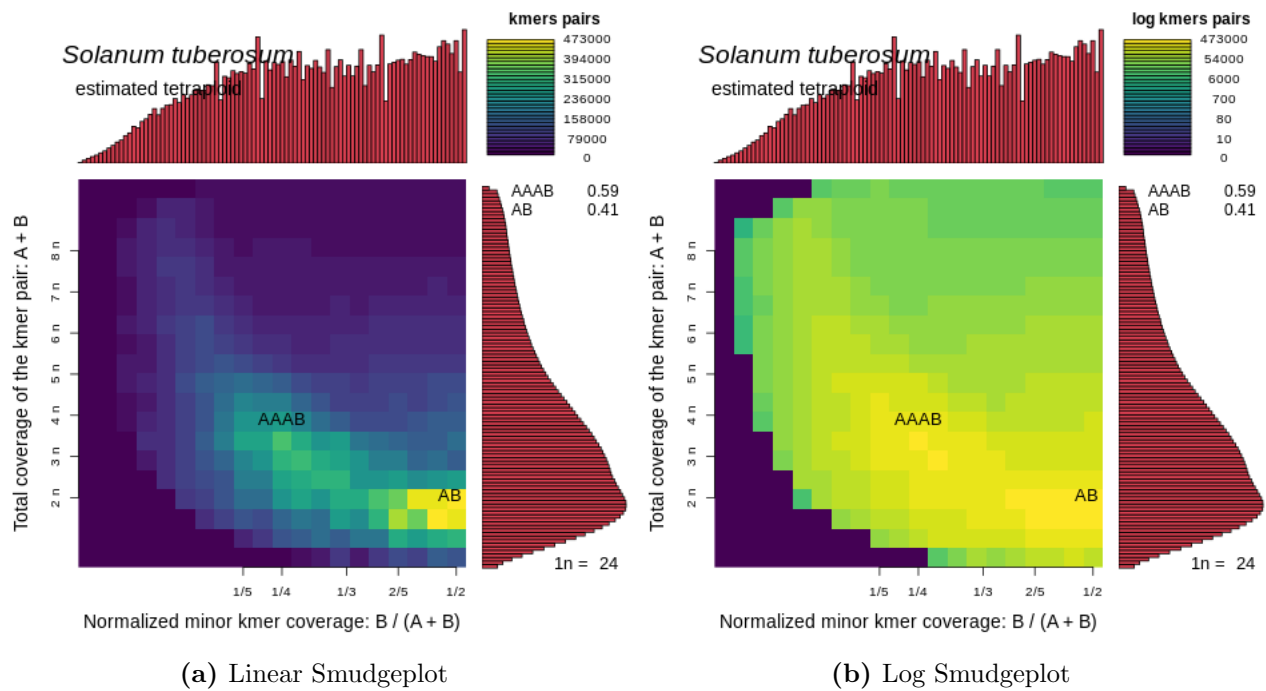 Solanum tuberosum
estimated tetraploid
kmers pairs
473000
394000
315000
236000
158000
79000
0
Total coverage of the kmer pair: A + B
8 n
7 n
6 n
5 n
4 n
3 n
2 n
AAAB
AB
AAAB 0.59
AB 0.41
1n = 24
1/5 1/4 1/3 2/5 1/2
Normalized minor kmer coverage: B / (A + B)
(a) Linear Smudgeplot
Solanum tuberosum
estimated tetraploid
log kmers pairs
473000
54000
6000
700
80
10
0
Total coverage of the kmer pair: A + B
8 n
7 n
6 n
5 n
4 n
3 n
2 n
AAAB
AB
AAAB 0.59
AB 0.41
1n = 24
1/5 1/4 1/3 2/5 1/2
Normalized minor kmer coverage: B / (A + B)
(b) Log Smudgeplot